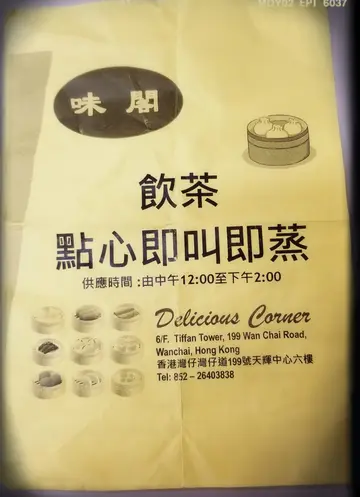 MDY02 EPI 6037
味閣
飲茶
點心即叫即蒸
供應時間 :由中午12:00至下午2:00
Delicious Corner
6/F. Tiffan Tower, 199 Wan Chai Road,
Wanchai, Hong Kong
香港灣仔灣仔道199號天輝中心六樓
Tel: 852 – 26403838